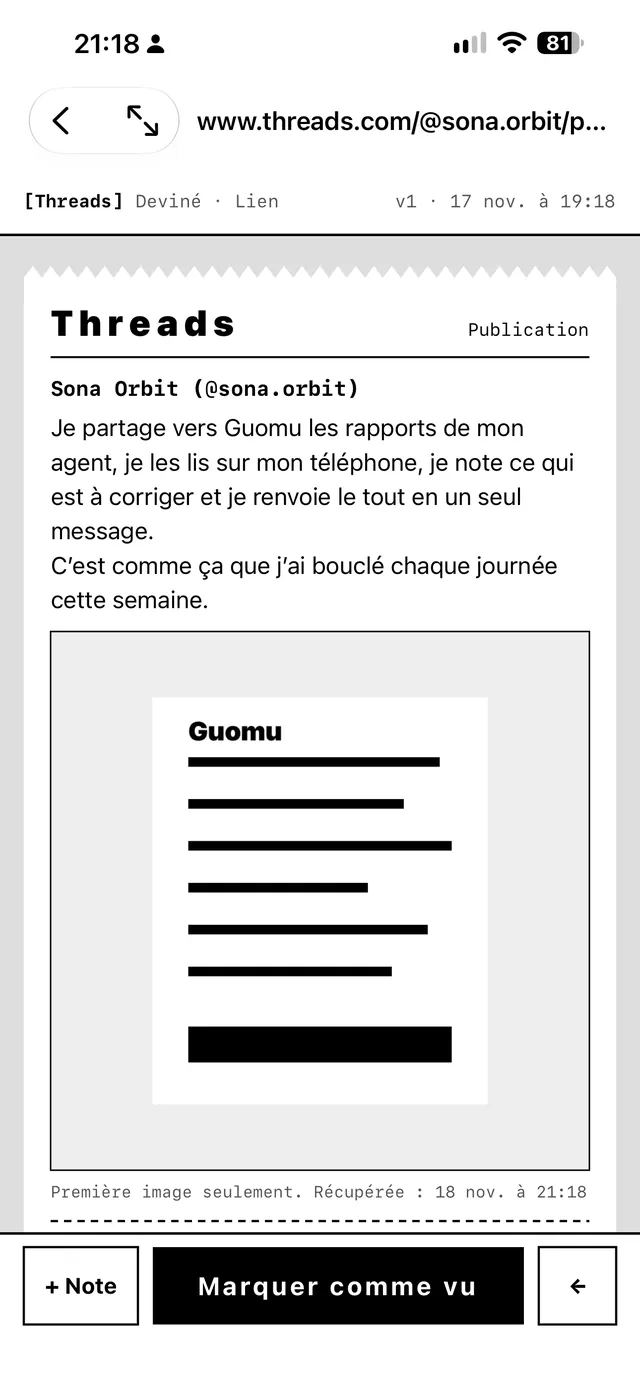 21:18
81
www.threads.com/@sona.orbit/p...
[Threads] Deviné · Lien
v1 · 17 nov. à 19:18
Threads
Publication
Sona Orbit (@sona.orbit)
Je partage vers Guomu les rapports de mon
agent, je les lis sur mon téléphone, je note ce qui
est à corriger et je renvoie le tout en un seul
message.
C’est comme ça que j’ai bouclé chaque journée
cette semaine.
Guomu
Première image seulement. Récupérée : 18 nov. à 21:18
+ Note
Marquer comme vu